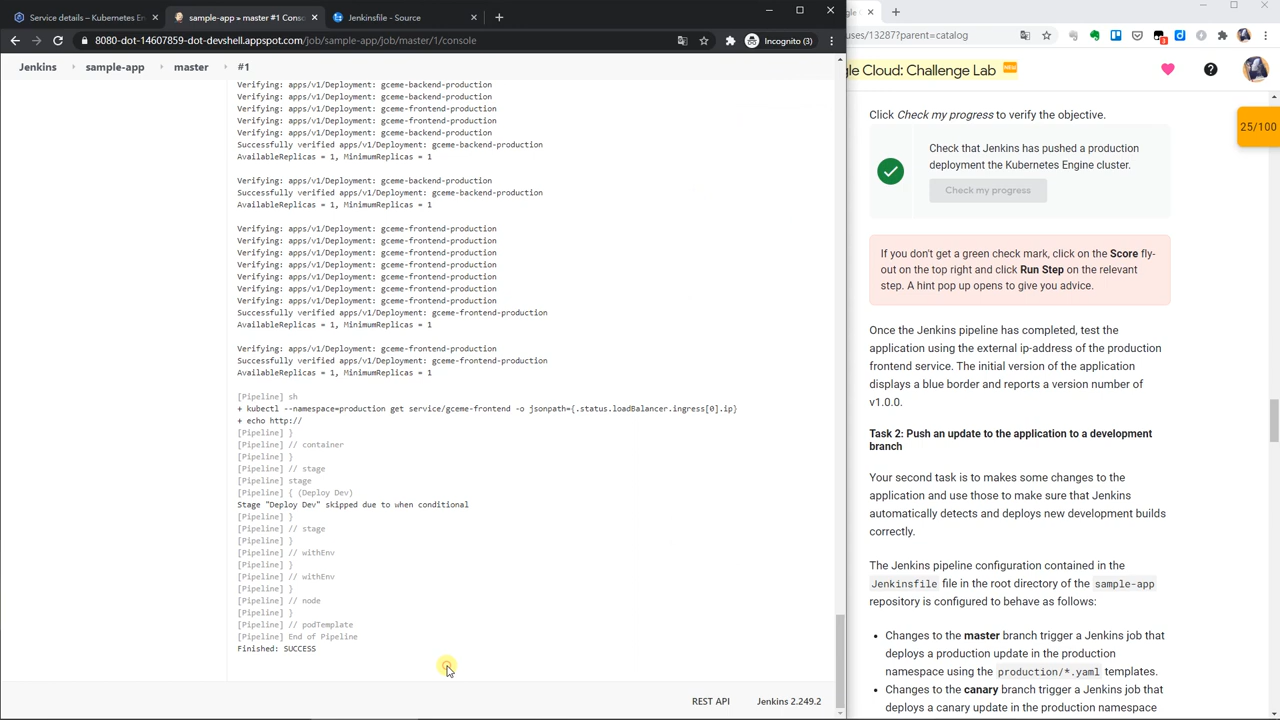 Service details – Kubernetes En
sample-app » master #1 Conso
Jenkinsfile - Source
8080-dot-14607859-dot-devshell.appspot.com/job/sample-app/job/master/1/console
Incognito (3)
Jenkins
sample-app
master
#1
Verifying: apps/v1/Deployment: gceme-backend-production
Verifying: apps/v1/Deployment: gceme-backend-production
Verifying: apps/v1/Deployment: gceme-frontend-production
Verifying: apps/v1/Deployment: gceme-frontend-production
Verifying: apps/v1/Deployment: gceme-backend-production
Successfully verified apps/v1/Deployment: gceme-backend-production
AvailableReplicas = 1, MinimumReplicas = 1
Verifying: apps/v1/Deployment: gceme-backend-production
Successfully verified apps/v1/Deployment: gceme-backend-production
AvailableReplicas = 1, MinimumReplicas = 1
Verifying: apps/v1/Deployment: gceme-frontend-production
Verifying: apps/v1/Deployment: gceme-frontend-production
Verifying: apps/v1/Deployment: gceme-frontend-production
Verifying: apps/v1/Deployment: gceme-frontend-production
Verifying: apps/v1/Deployment: gceme-frontend-production
Verifying: apps/v1/Deployment: gceme-frontend-production
Verifying: apps/v1/Deployment: gceme-frontend-production
Successfully verified apps/v1/Deployment: gceme-frontend-production
AvailableReplicas = 1, MinimumReplicas = 1
Verifying: apps/v1/Deployment: gceme-frontend-production
Successfully verified apps/v1/Deployment: gceme-frontend-production
AvailableReplicas = 1, MinimumReplicas = 1
[Pipeline] sh
+ kubectl --namespace=production get service/gceme-frontend -o jsonpath={.status.loadBalancer.ingress[0].ip}
+ echo http://
[Pipeline] }
[Pipeline] // container
[Pipeline] }
[Pipeline] // stage
[Pipeline] stage
[Pipeline] { (Deploy Dev)
Stage "Deploy Dev" skipped due to when conditional
[Pipeline] }
[Pipeline] // stage
[Pipeline] }
[Pipeline] // withEnv
[Pipeline] }
[Pipeline] // withEnv
[Pipeline] }
[Pipeline] // node
[Pipeline] }
[Pipeline] // podTemplate
[Pipeline] End of Pipeline
Finished: SUCCESS
REST API
Jenkins 2.249.2
uses/13287?parent=catalog
gle Cloud: Challenge Lab
NEW
25/100
Click Check my progress to verify the objective.
Check that Jenkins has pushed a production
deployment the Kubernetes Engine cluster.
Check my progress
If you don't get a green check mark, click on the Score fly-
out on the top right and click Run Step on the relevant
step. A hint pop up opens to give you advice.
Once the Jenkins pipeline has completed, test the
application using the external ip-address of the production
frontend service. The initial version of the application
displays a blue border and reports a version number of
v1.0.0.
Task 2: Push an update to the application to a development
branch
Your second task is to makes some changes to the
application and use those to make sure that Jenkins
automatically detects and deploys new development builds
correctly.
The Jenkins pipeline configuration contained in the
Jenkinsfile found in the root directory of the sample-app
repository is configured to behave as follows:
Changes to the master branch trigger a Jenkins job that
deploys a production update in the production
namespace using the production/*.yaml templates.
Changes to the canary branch trigger a Jenkins job that
deploys a canary update in the production namespace